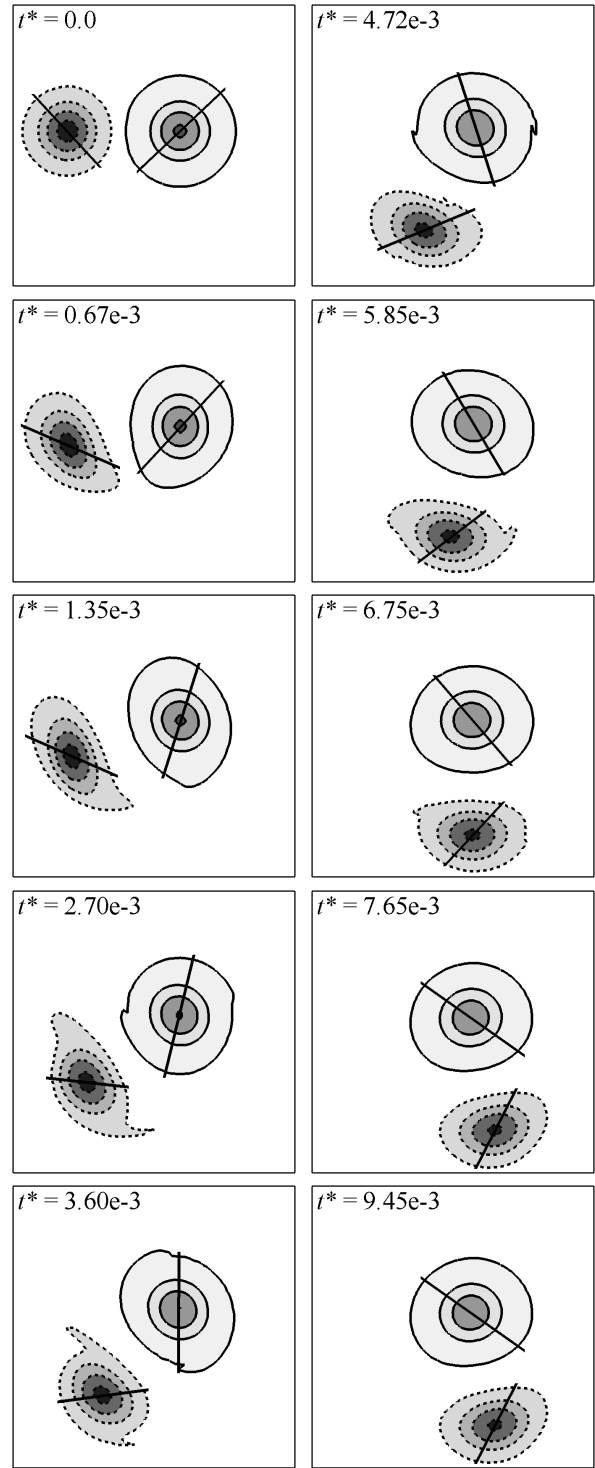 t* = 0.0
t* = 0.67e-3
t* = 1.35e-3
t* = 2.70e-3
t* = 3.60e-3
t* = 4.72e-3
t* = 5.85e-3
t* = 6.75e-3
t* = 7.65e-3
t* = 9.45e-3